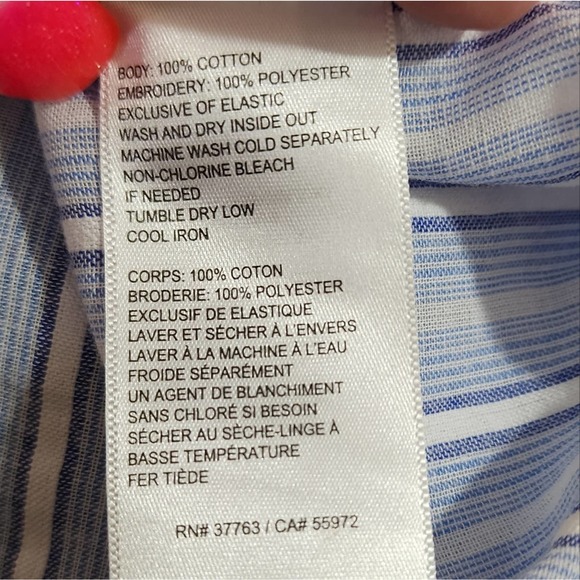 BODY: 100% COTTON
EMBROIDERY: 100% POLYESTER
EXCLUSIVE OF ELASTIC
WASH AND DRY INSIDE OUT
MACHINE WASH COLD SEPARATELY
NON-CHLORINE BLEACH
IF NEEDED
TUMBLE DRY LOW
COOL IRON
CORPS: 100% COTON
BRODERIE: 100% POLYESTER
EXCLUSIF DE ELASTIQUE
LAVER ET SÉCHER À L'ENVERS
LAVER À LA MACHINE À L'EAU
FROIDE SÉPARÉMENT
UN AGENT DE BLANCHIMENT
SANS CHLORÉ SI BESOIN
SÉCHER AU SÈCHE-LINGE À
BASSE TEMPÉRATURE
FER TIÈDE
RN# 37763 / CA# 55972